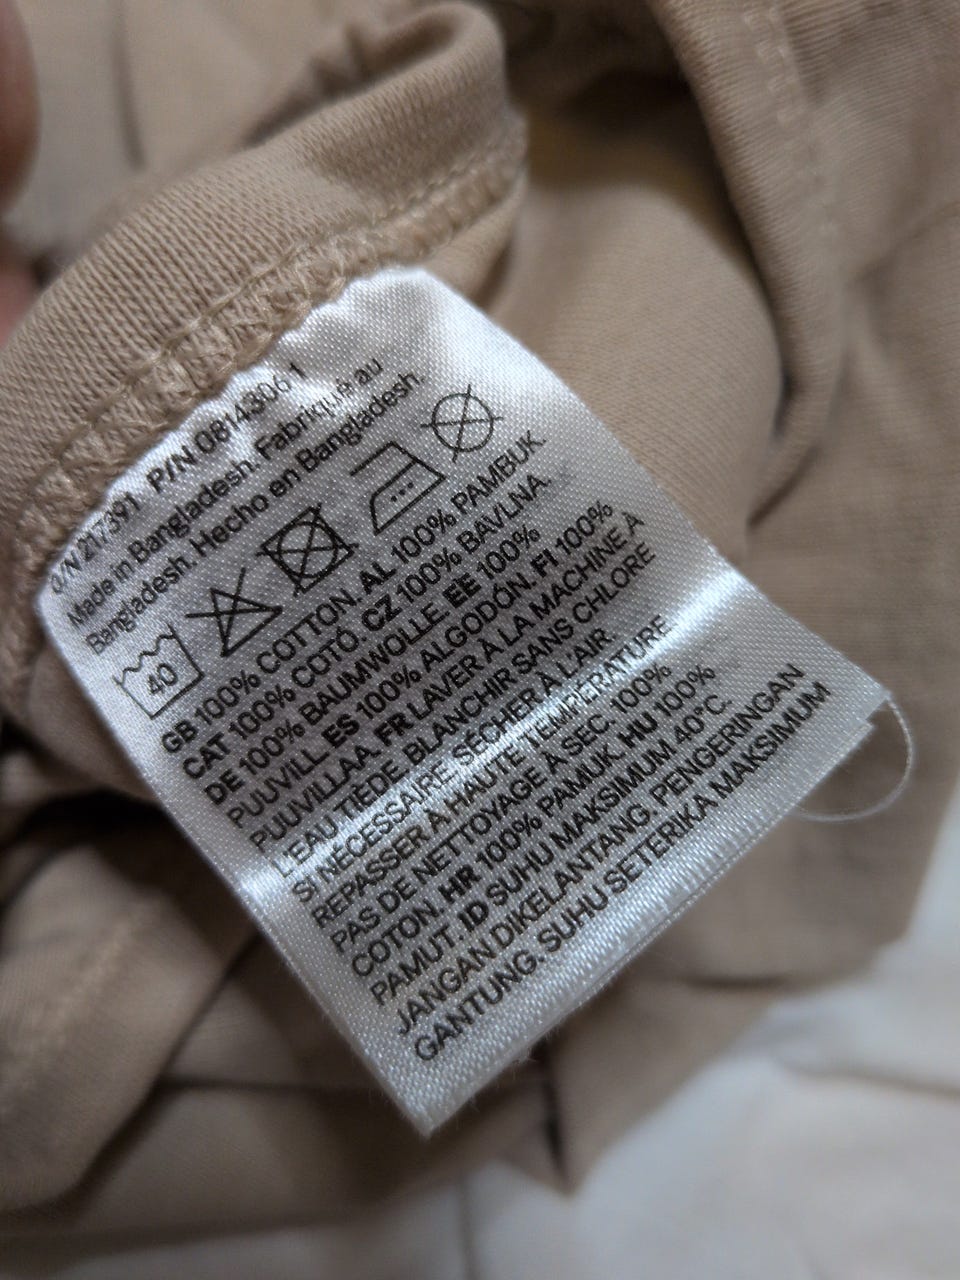 O/N 217391 P/N 0814306 1
Made in Bangladesh. Fabriqué au
Bangladesh. Hecho en Bangladesh.
40
GB 100% COTTON. AL 100% PAMBUK.
CAT 100% COTÓ. CZ 100% BAVLNA.
DE 100% BAUMWOLLE. EE 100%
PUUVILL. ES 100% ALGODÓN. FI 100%
PUUVILLAA. FR LAVER À LA MACHINE À
L'EAU TIÈDE. BLANCHIR SANS CHLORE
SI NÉCESSAIRE. SÉCHER À L'AIR.
REPASSER À HAUTE TEMPÉRATURE
PAS DE NETTOYAGE À SEC. 100%
COTON. HR 100% PAMUK. HU 100%
PAMUT. ID SUHU MAKSIMUM 40°C.
JANGAN DIKELANTANG. PENGERINGAN
GANTUNG. SUHU SETERIKA MAKSIMUM